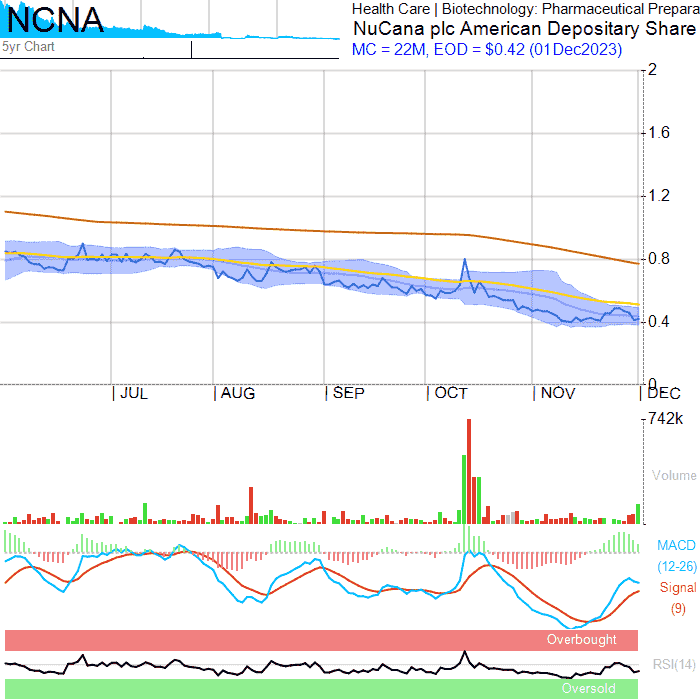 NCNA
5yr Chart
Health Care | Biotechnology: Pharmaceutical Prepara
NuCana plc American Depositary Share
MC = 22M, EOD = $0.42 (01Dec2023)
2
1.6
1.2
0.8
0.4
0
JUL AUG SEP OCT NOV DEC
742k
Volume
MACD
(12-26)
Signal
(9)
Overbought
RSI(14)
Oversold